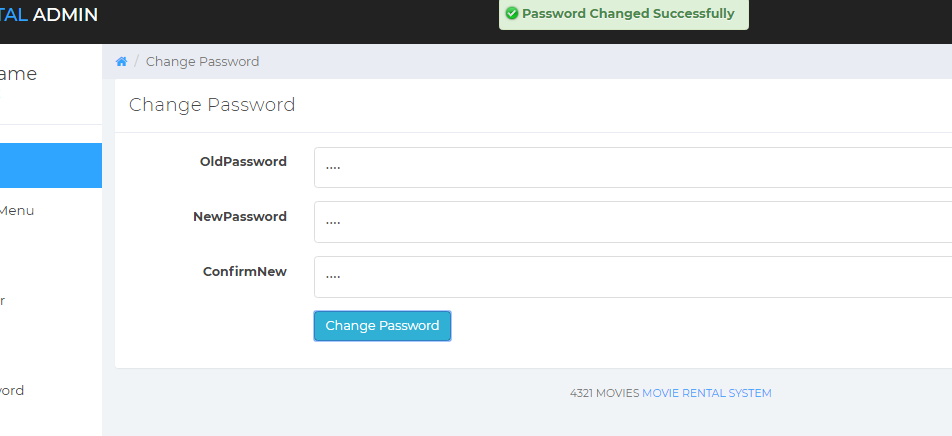 TAL ADMIN
Password Changed Successfully
ame
/ Change Password
Change Password
OldPassword
....
NewPassword
....
ConfirmNew
....
Change Password
Menu
r
word
4321 MOVIES MOVIE RENTAL SYSTEM